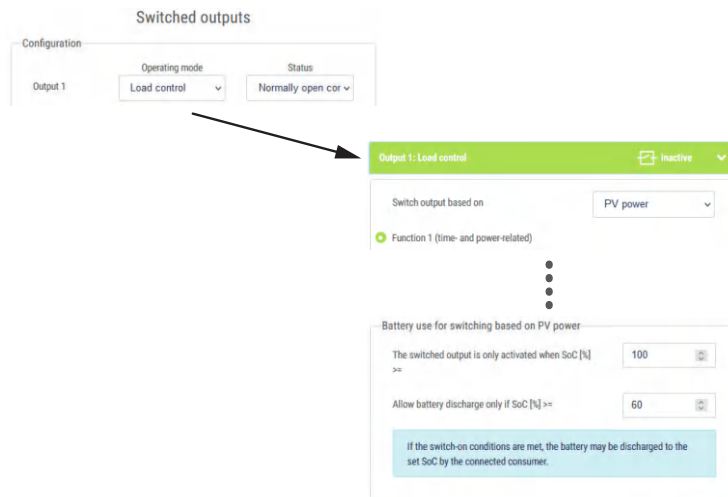 Switched outputs
Configuration
Operating mode
Status
Output 1
Load control
Normally open cor
Output 1: Load control
inactive
Switch output based on
PV power
Function 1 (time- and power-related)
Battery use for switching based on PV power
The switched output is only activated when SoC [%]
>=
100
Allow battery discharge only if SoC [%] >=
60
If the switch-on conditions are met, the battery may be discharged to the
set SoC by the connected consumer.